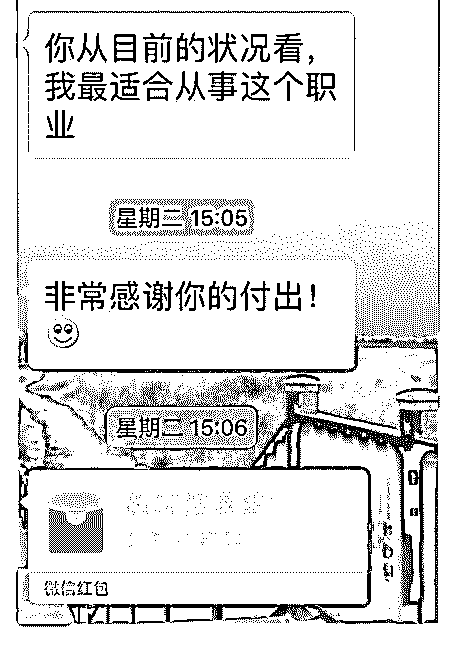 你从目前的状况看，
我最适合从事这个职
业
星期二 15:05
非常感谢你的付出！
星期二 15:06
微信红包